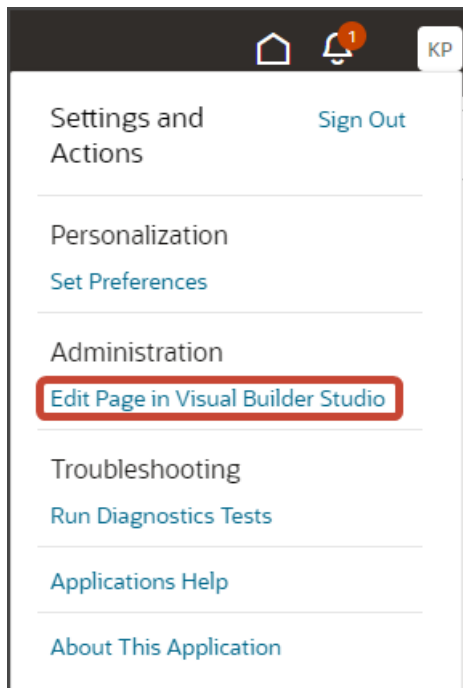 1
KP
Settings and
Actions
Sign Out
Personalization
Set Preferences
Administration
Edit Page in Visual Builder Studio
Troubleshooting
Run Diagnostics Tests
Applications Help
About This Application